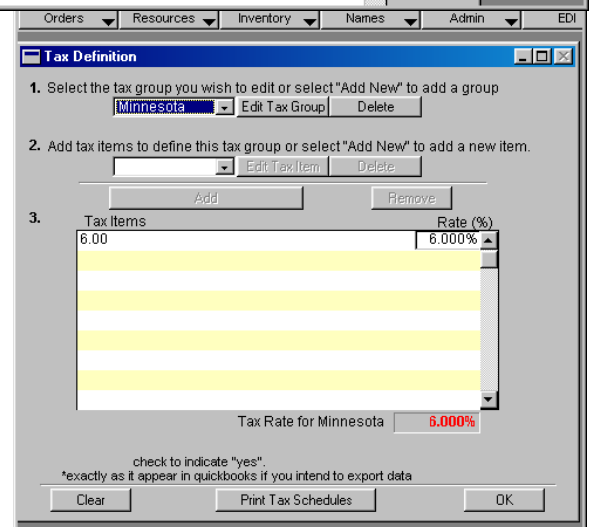 Orders Resources Inventory Names Admin EDI
Tax Definition
1. Select the tax group you wish to edit or select "Add New" to add a group
Minnesota Edit Tax Group Delete
2. Add tax items to define this tax group or select "Add New" to add a new item.
Edit Tax Item Delete
Add Remove
3. Tax Items Rate (%)
6.00 6.000%
Tax Rate for Minnesota 6.000%
check to indicate "yes".
*exactly as it appear in quickbooks if you intend to export data
Clear Print Tax Schedules OK